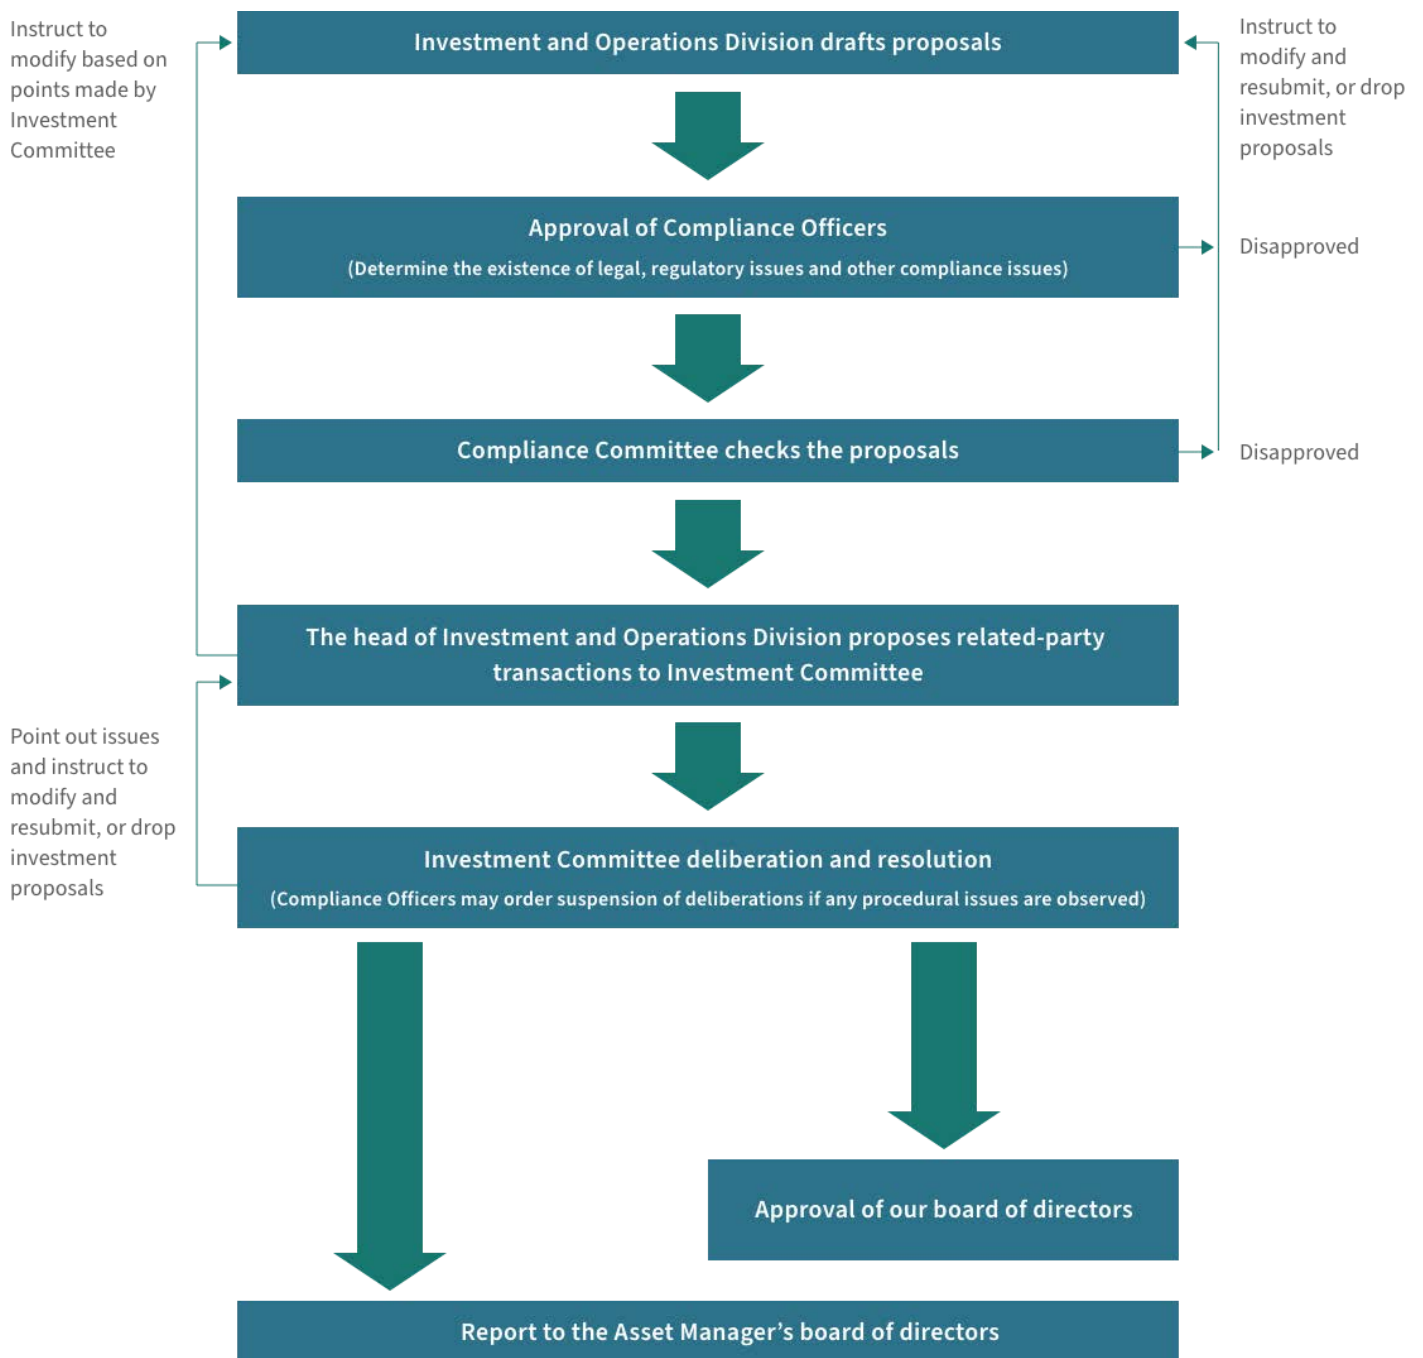 Instruct to
modify based on
points made by
Investment
Committee
Investment and Operations Division drafts proposals
Instruct to
modify and
resubmit, or drop
investment
proposals
Approval of Compliance Officers
(Determine the existence of legal, regulatory issues and other compliance issues)
Disapproved
Compliance Committee checks the proposals
Disapproved
The head of Investment and Operations Division proposes related-party
transactions to Investment Committee
Point out issues
and instruct to
modify and
resubmit, or drop
investment
proposals
Investment Committee deliberation and resolution
(Compliance Officers may order suspension of deliberations if any procedural issues are observed)
Approval of our board of directors
Report to the Asset Manager’s board of directors